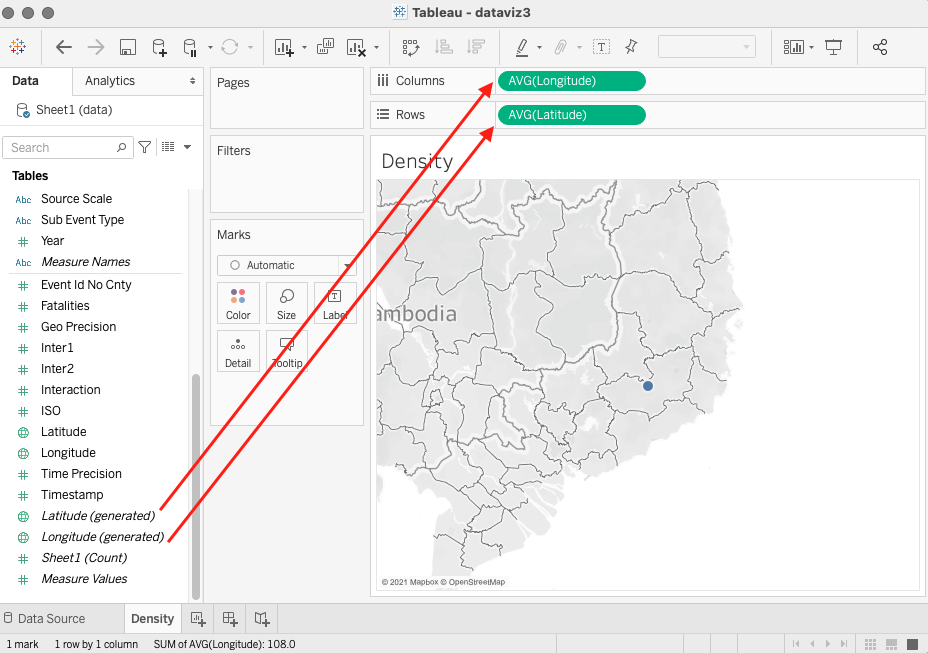 Tableau - dataviz3
Data
Analytics
Pages
Columns
AVG(Longitude)
Sheet1 (data)
Rows
AVG(Latitude)
Search
Filters
Density
Tables
Source Scale
Sub Event Type
Year
Measure Names
Event Id No Cnty
Fatalities
Geo Precision
Inter1
Inter2
Interaction
ISO
Latitude
Longitude
Time Precision
Timestamp
Latitude (generated)
Longitude (generated)
Sheet1 (Count)
Measure Values
Abc
Abc
Abc
Marks
Automatic
Color
Size
Label
Detail
Tooltip
ambodia
© 2021 Mapbox © OpenStreetMap
Data Source
Density
1 mark
1 row by 1 column
SUM of AVG(Longitude): 108.0